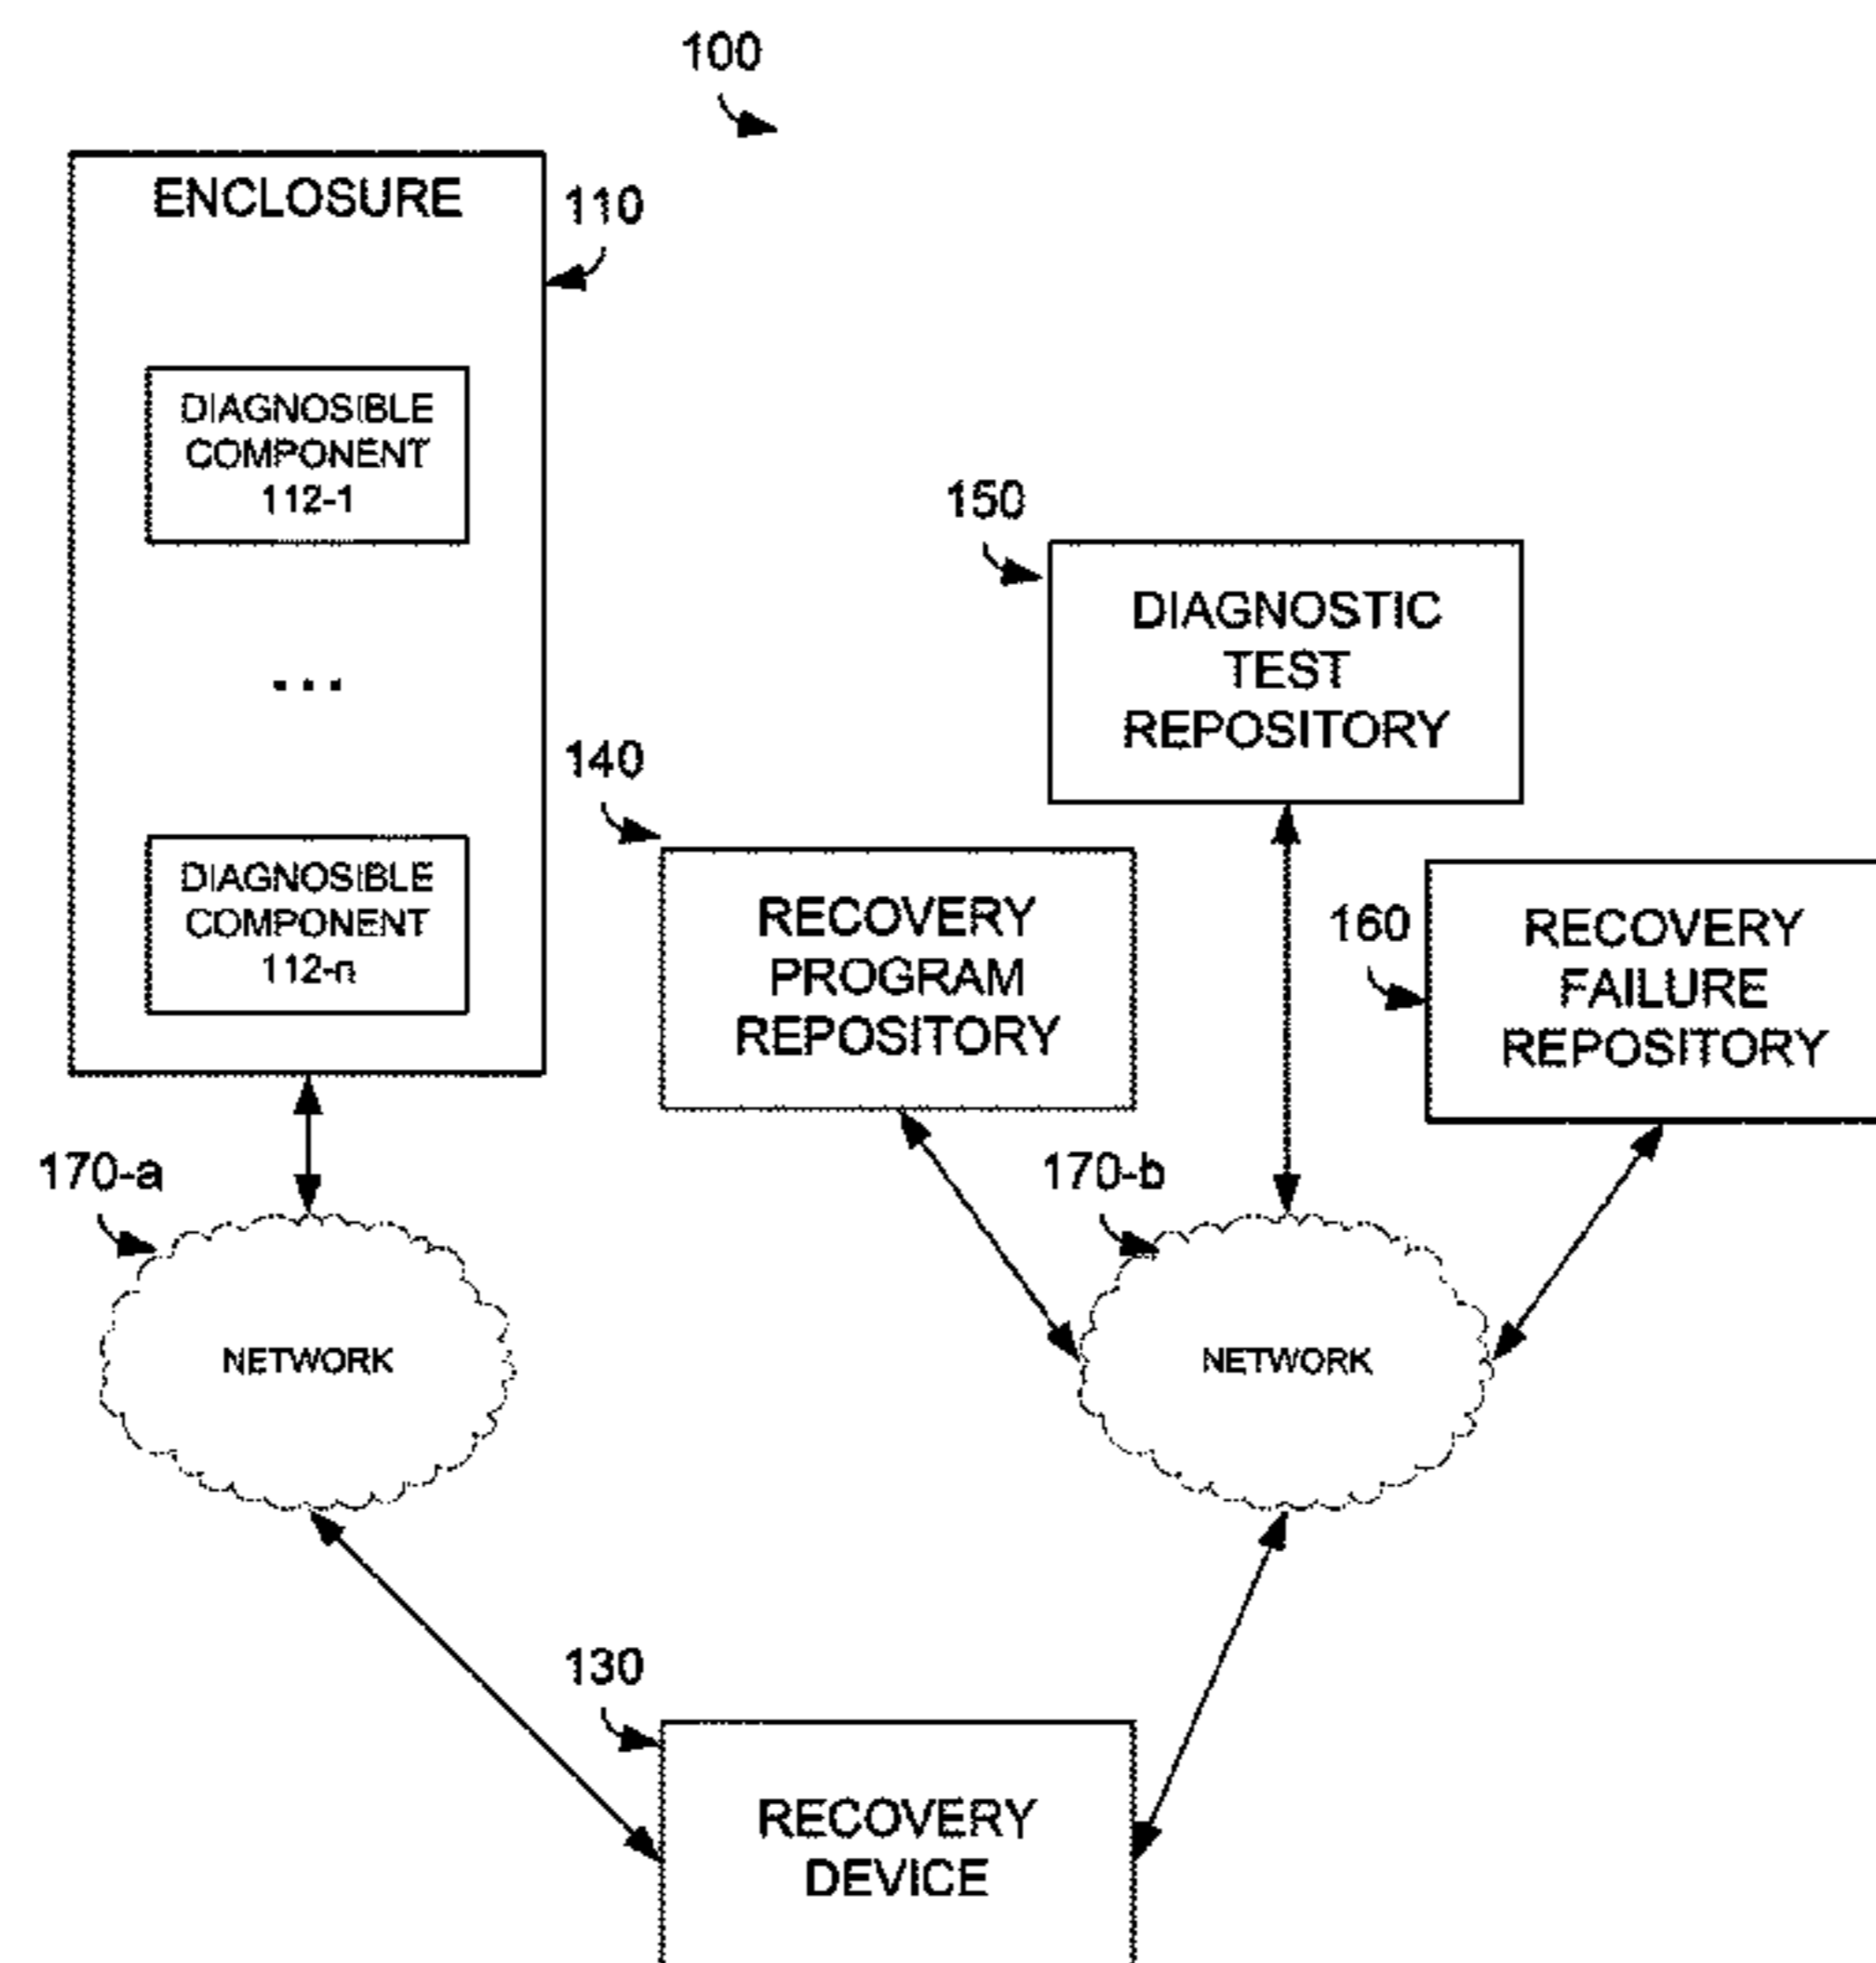 100
ENCLOSURE
110
DIAGNOSIBLE
COMPONENT
112-1
...
DIAGNOSIBLE
COMPONENT
112-n
150
DIAGNOSTIC
TEST
REPOSITORY
140
RECOVERY
PROGRAM
REPOSITORY
160
RECOVERY
FAILURE
REPOSITORY
170-a
NETWORK
170-b
NETWORK
130
RECOVERY
DEVICE